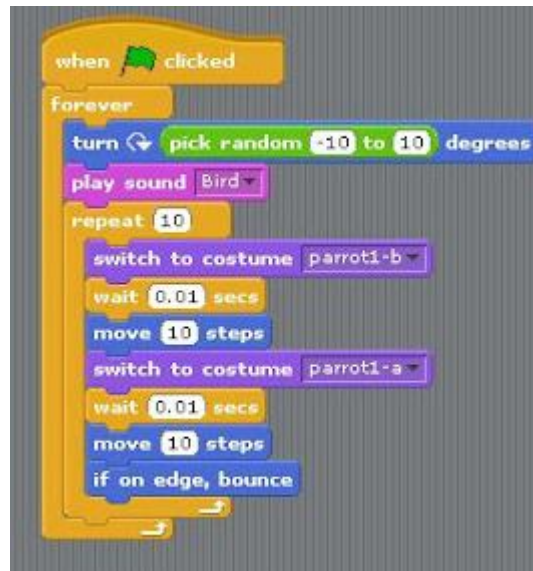 when clicked
forever
turn pick random -10 to 10 degrees
play sound Bird
repeat 10
switch to costume parrot1-b
wait 0.01 secs
move 10 steps
switch to costume parrot1-a
wait 0.01 secs
move 10 steps
if on edge, bounce